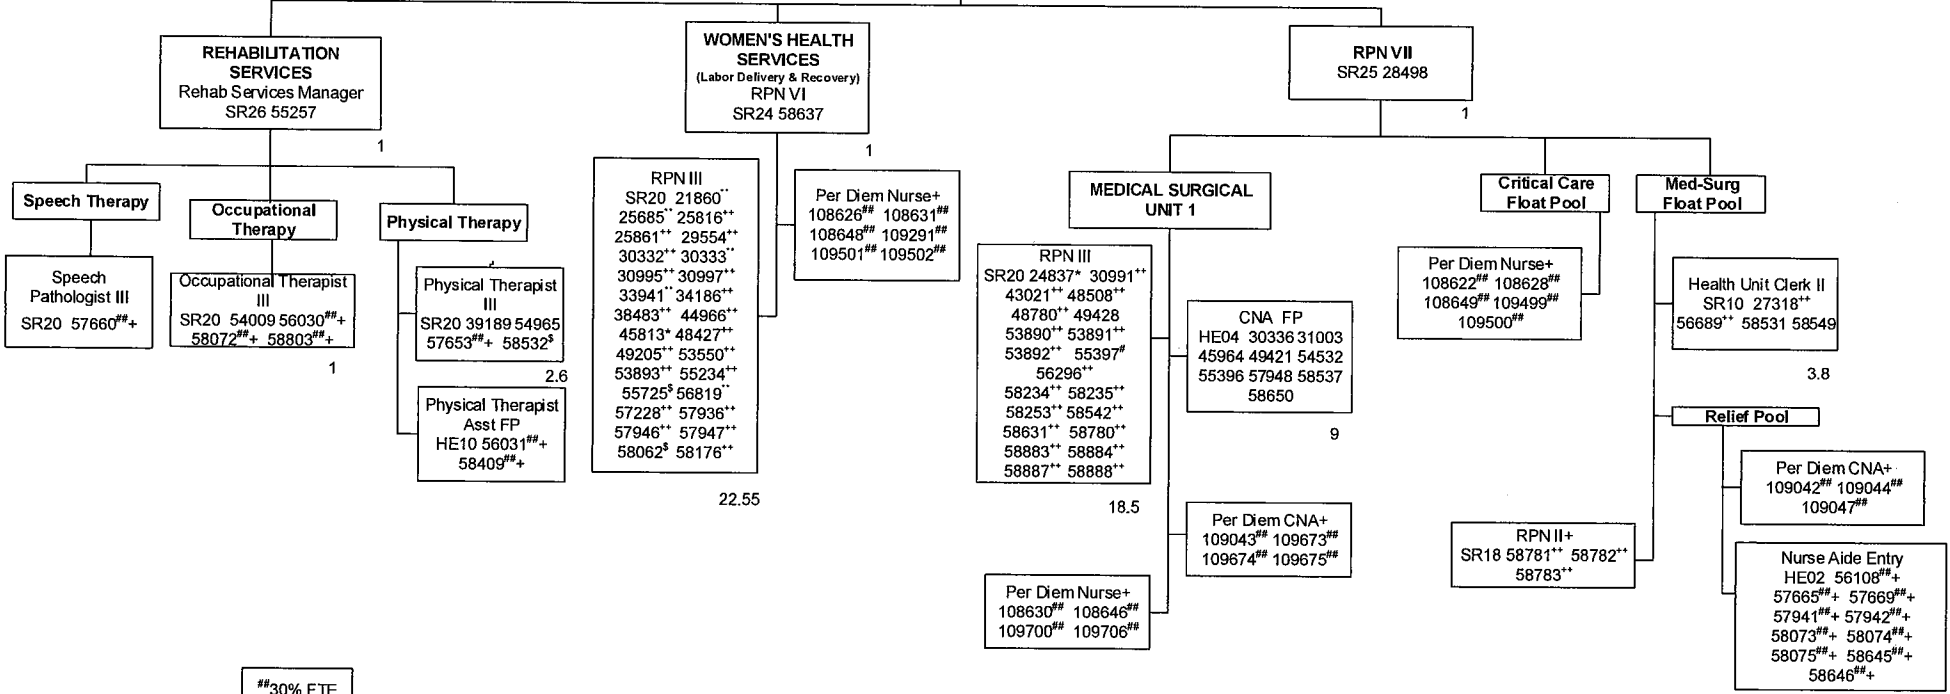 REHABILITATION
SERVICES
Rehab Services Manager
SR26 55257
1
Speech Therapy
Speech
Pathologist III
SR20 57660##+
Occupational
Therapy
Occupational Therapist
III
SR20 54009 56030##+
58072##+ 58803##+
1
Physical Therapy
Physical Therapist
III
SR20 39189 54965
57653##+ 58532$
2.6
Physical Therapist
Asst FP
HE10 56031##+
58409##+
WOMEN'S HEALTH
SERVICES
(Labor Delivery & Recovery)
RPN VI
SR24 58637
1
RPN III
SR20 21860**
25685** 25816++
25861++ 29554++
30332++ 30333**
30995++ 30997++
33941** 34186++
38483++ 44966++
45813* 48427++
49205++ 53550++
53893++ 55234++
55725$ 56819**
57228++ 57936++
57946++ 57947++
58062$ 58176++
22.55
Per Diem Nurse+
108626## 108631##
108648## 109291##
109501## 109502##
RPN VII
SR25 28498
1
MEDICAL SURGICAL
UNIT 1
RPN III
SR20 24837* 30991++
43021++ 48508++
48780++ 49428
53890++ 53891++
53892++ 55397#
56296++
58234++ 58235++
58253++ 58542++
58631++ 58780++
58883++ 58884++
58887++ 58888++
18.5
CNA FP
HE04 30336 31003
45964 49421 54532
55396 57948 58537
58650
9
Per Diem CNA+
109043## 109673##
109674## 109675##
Per Diem Nurse+
108630## 108646##
109700## 109706##
Critical Care
Float Pool
Per Diem Nurse+
108622## 108628##
108649## 109499##
109500##
Med-Surg
Float Pool
Health Unit Clerk II
SR10 27318++
56689++ 58531 58549
3.8
Relief Pool
Per Diem CNA+
109042## 109044##
109047##
RPN II+
SR18 58781++ 58782++
58783++
Nurse Aide Entry
HE02 56108##+
57665##+ 57669##+
57941##+ 57942##+
58073##+ 58074##+
58075##+ 58645##+
58646##+
##30% FTE